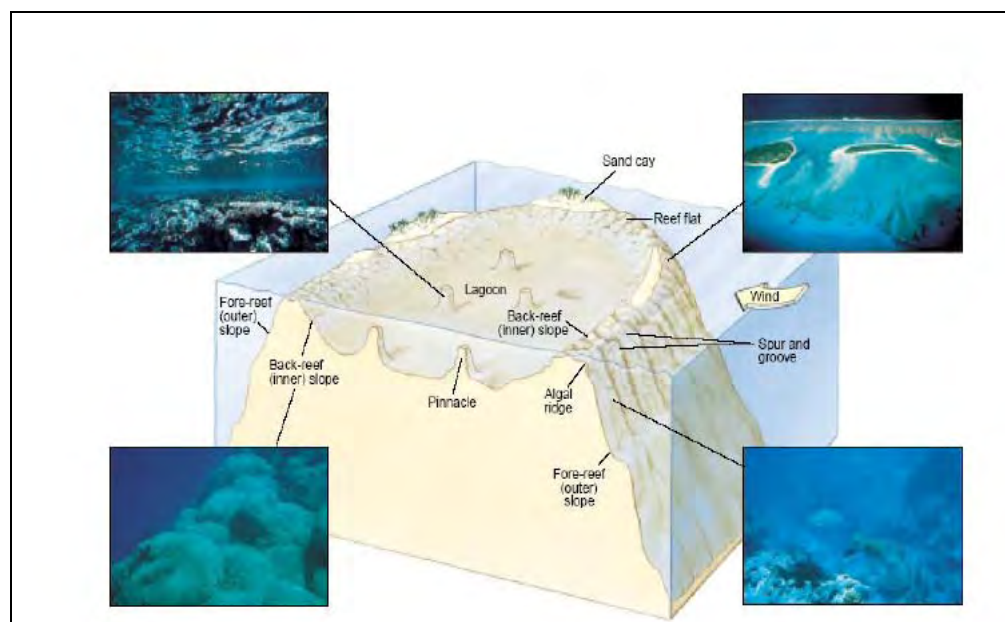 Sand cay
Reef flat
Lagoon
Wind
Fore-reef
(outer)
slope
Back-reef
(inner) slope
Spur and
groove
Back-reef
(inner) slope
Pinnacle
Algal
ridge
Fore-reef
(outer)
slope